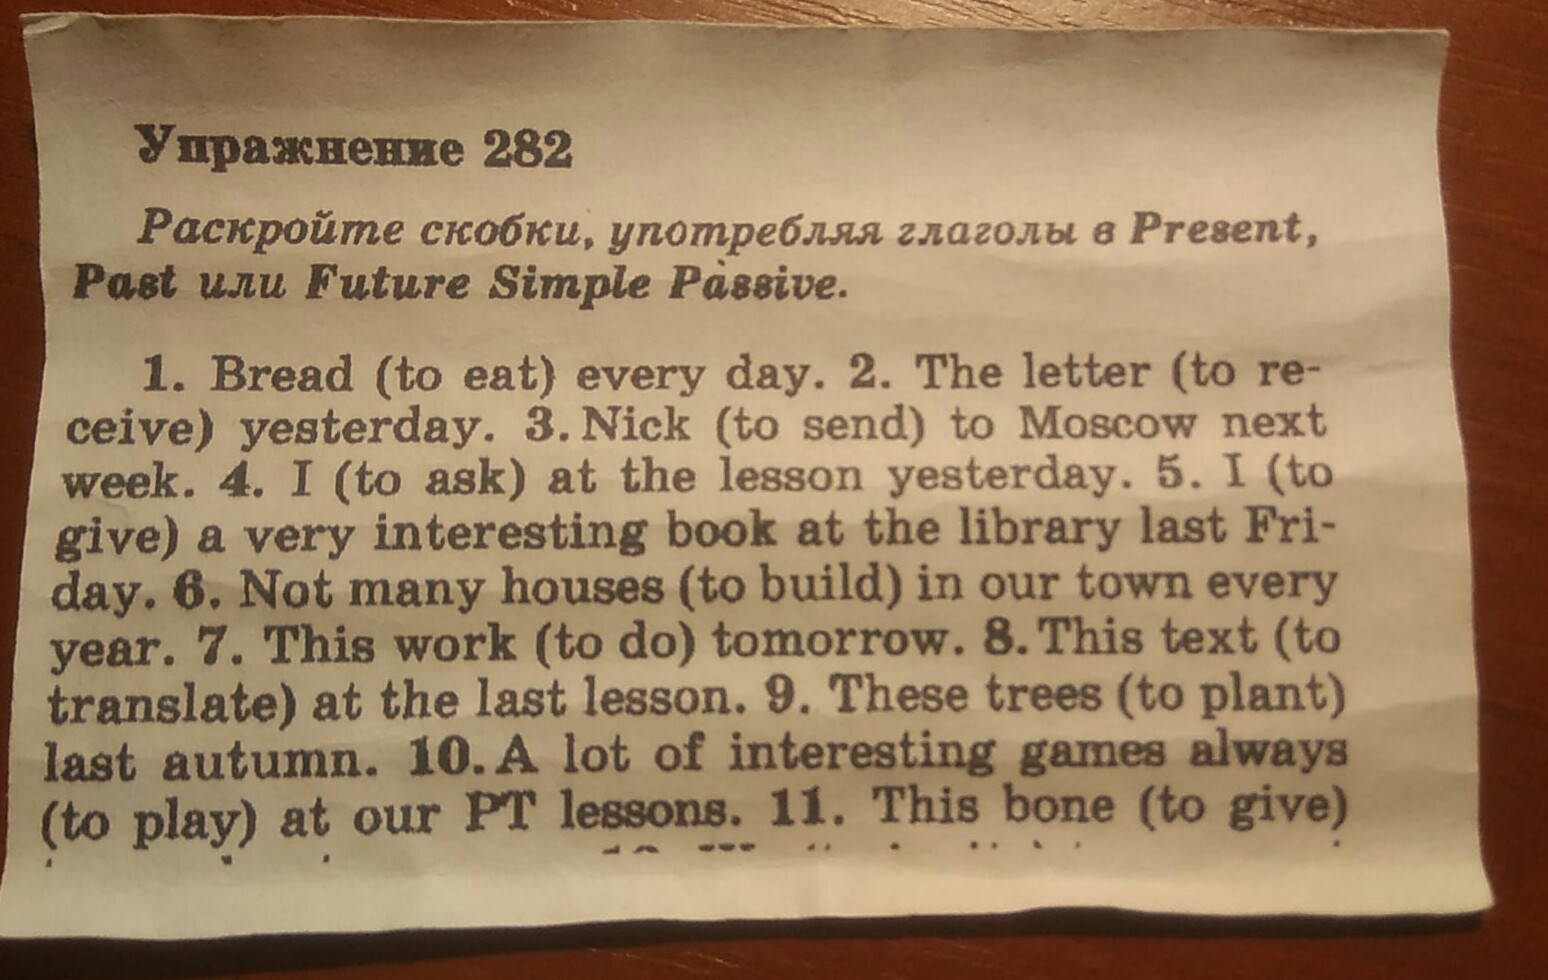 Упражнение 282
Раскройте скобки, употребляя глаголы в Present,
Past или Future Simple Passive.
1. Bread (to eat) every day. 2. The letter (to re-
ceive) yesterday. 3. Nick (to send) to Moscow next
week. 4. I (to ask) at the lesson yesterday. 5. I (to
give) a very interesting book at the library last Fri-
day. 6. Not many houses (to build) in our town every
year. 7. This work (to do) tomorrow. 8. This text (to
translate) at the last lesson. 9. These trees (to plant)
last autumn. 10. A lot of interesting games always
(to play) at our PT lessons. 11. This bone (to give)